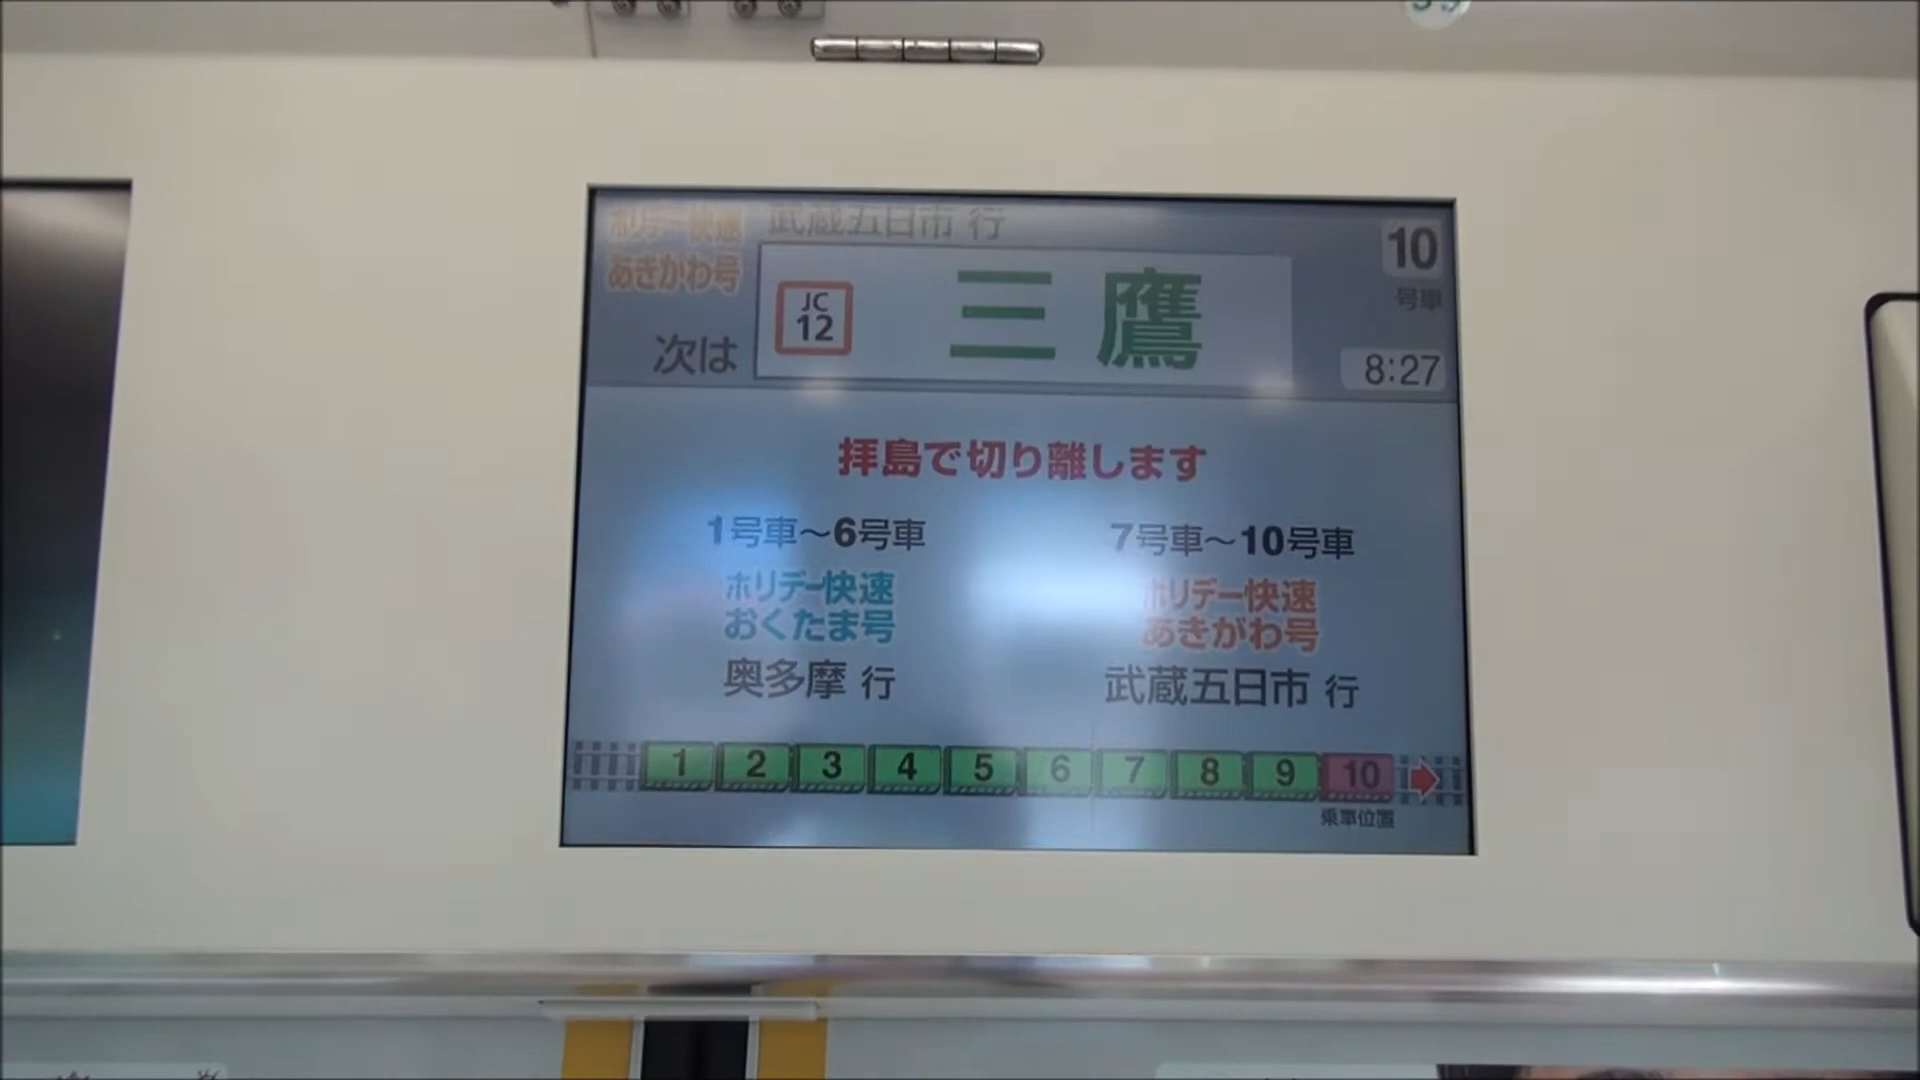 ホリデー快速 武蔵五日市 行
あきがわ号
10
号車
JC
12
三鷹
次は
8:27
拝島で切り離します
1号車～6号車
7号車～10号車
ホリデー快速
おくたま号
ホリデー快速
あきがわ号
奥多摩 行
武蔵五日市 行
1 2 3 4 5 6 7 8 9 10
乗車位置